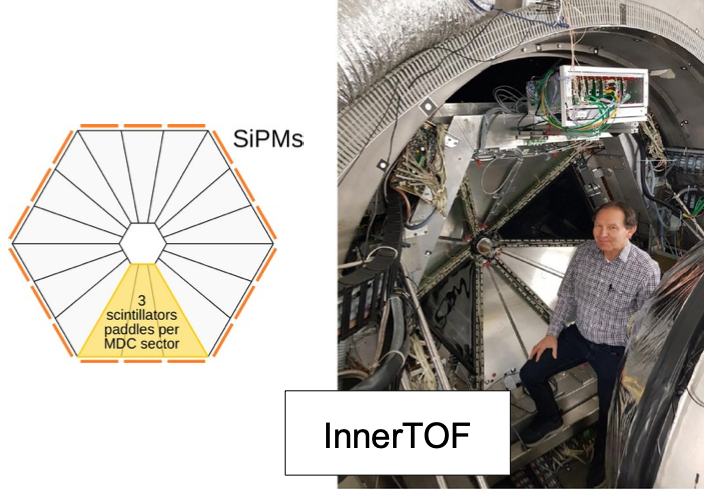 SiPMs
3
scintillators
paddles per
MDC sector
InnerTOF